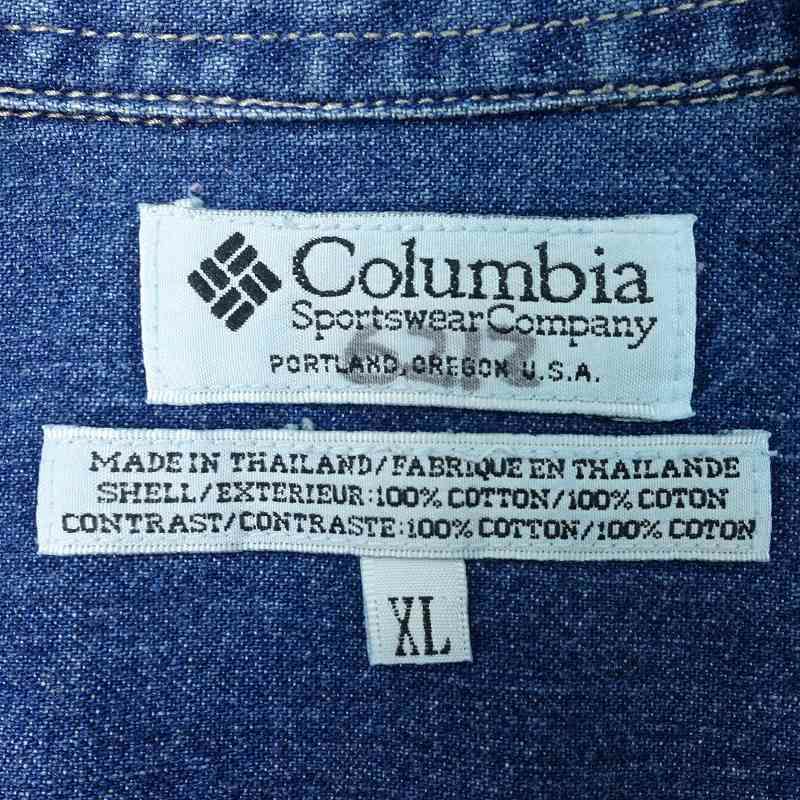 Columbia
Sportswear Company
PORTLAND, OREGON U.S.A.
MADE IN THAILAND/FABRIQUE EN THAILANDE
SHELL/EXTERIEUR:100% COTTON/100% COTON
CONTRAST/CONTRASTE:100% COTTON/100% COTON
XL